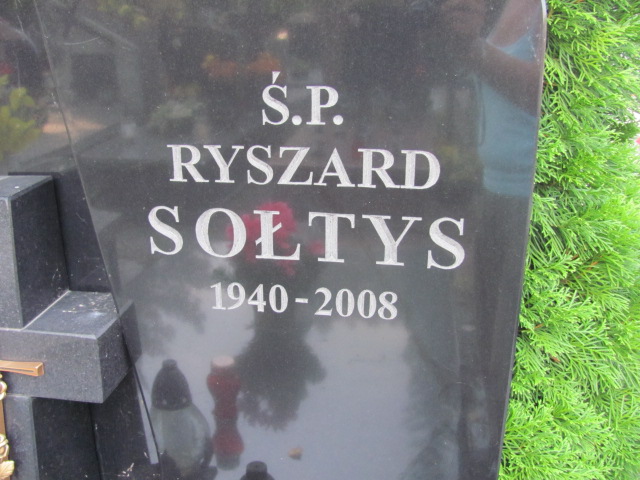 Ś.P.
RYSZARD
SOŁTYS
1940-2008